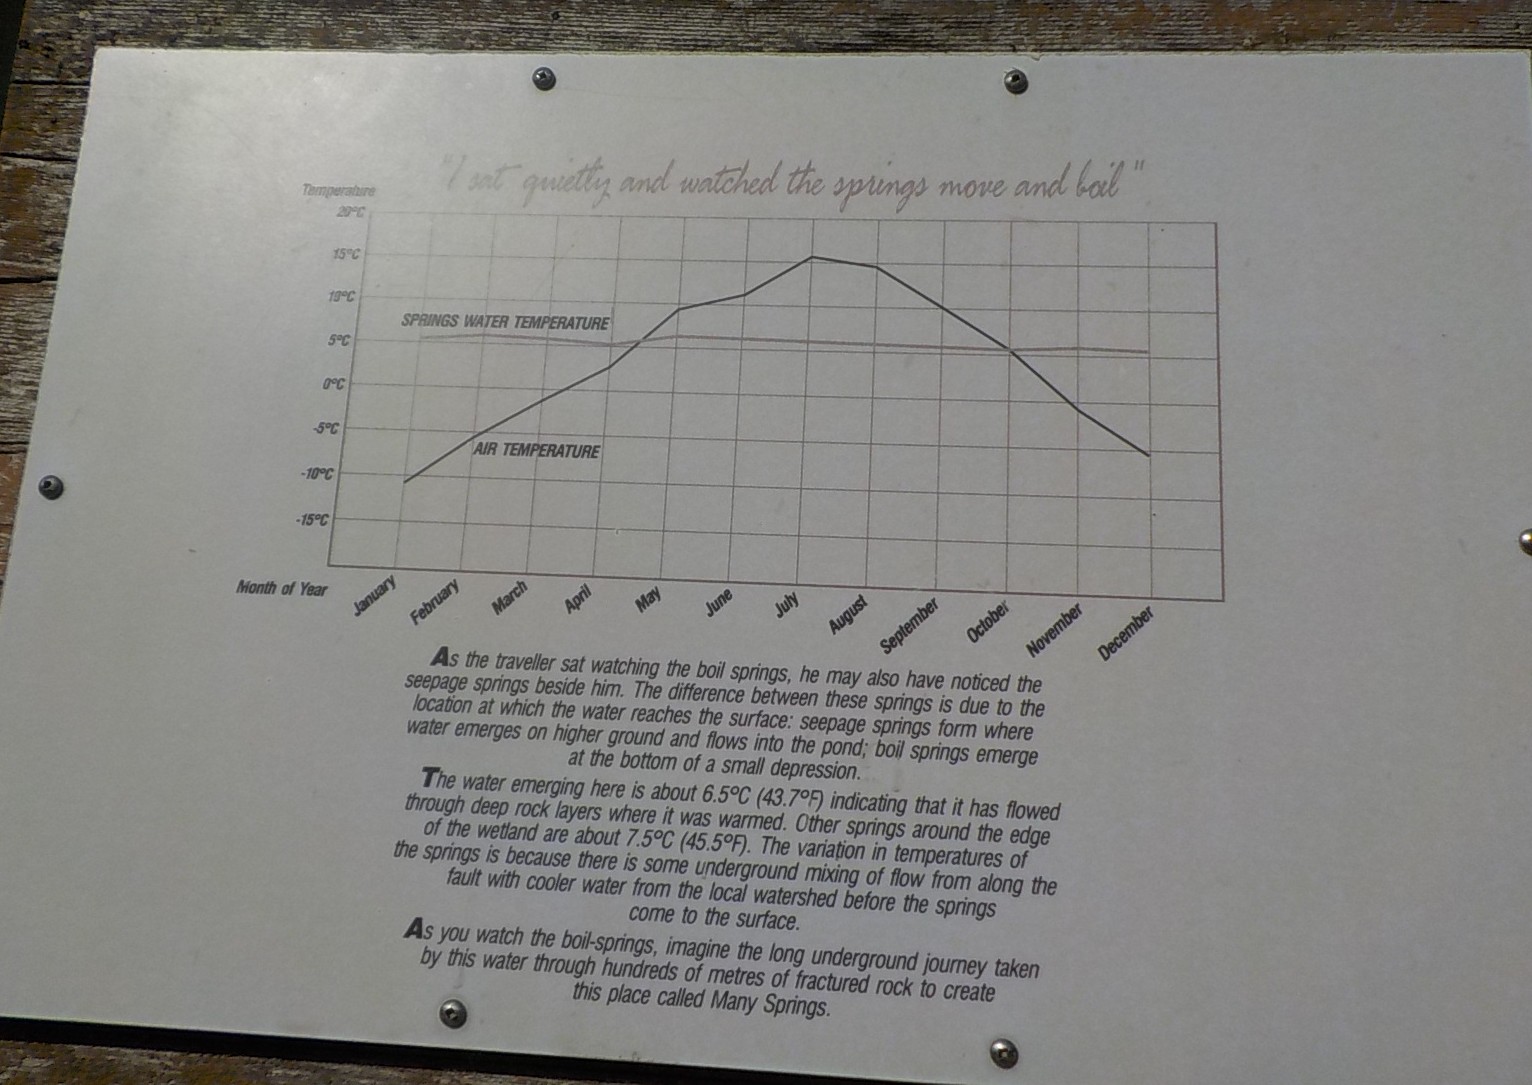 "I sat quietly and watched the springs move and boil"
Temperature
20°C
15°C
10°C
5°C
0°C
-5°C
-10°C
-15°C
SPRINGS WATER TEMPERATURE
AIR TEMPERATURE
Month of Year
January
February
March
April
May
June
July
August
September
October
November
December
As the traveller sat watching the boil springs, he may also have noticed the
seepage springs beside him. The difference between these springs is due to the
location at which the water reaches the surface: seepage springs form where
water emerges on higher ground and flows into the pond; boil springs emerge
at the bottom of a small depression.
The water emerging here is about 6.5°C (43.7°F) indicating that it has flowed
through deep rock layers where it was warmed. Other springs around the edge
of the wetland are about 7.5°C (45.5°F). The variation in temperatures of
the springs is because there is some underground mixing of flow from along the
fault with cooler water from the local watershed before the springs
come to the surface.
As you watch the boil-springs, imagine the long underground journey taken
by this water through hundreds of metres of fractured rock to create
this place called Many Springs.